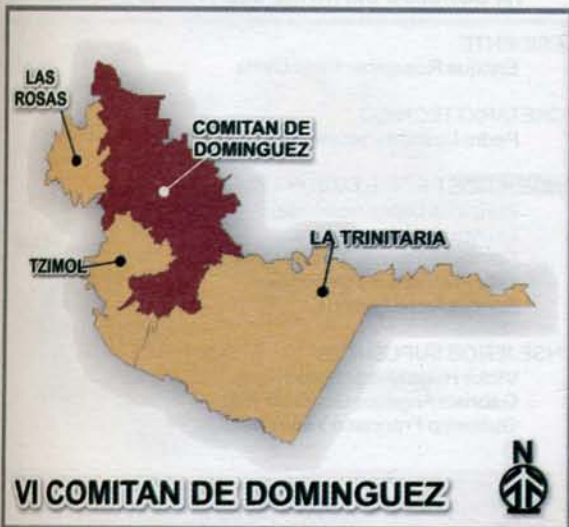 LAS
ROSAS
COMITAN DE
DOMINGUEZ
LA TRINITARIA
TZIMOL
VI COMITAN DE DOMINGUEZ
N